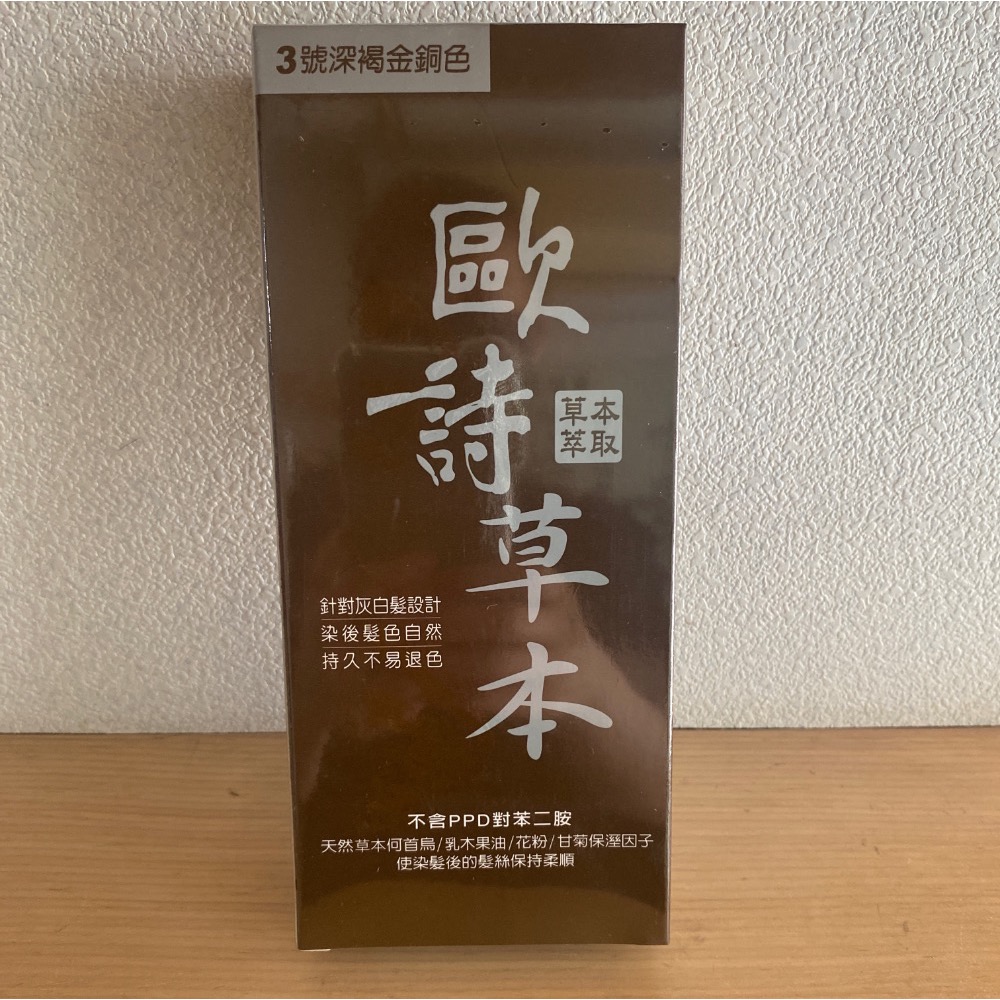 3號深褐金銅色
歐詩草本
草本
萃取
針對灰白髮設計
染後髮色自然
持久不易退色
不含PPD對苯二胺
天然草本何首烏/乳木果油/花粉/甘菊保溼因子
使染髮後的髮絲保持柔順